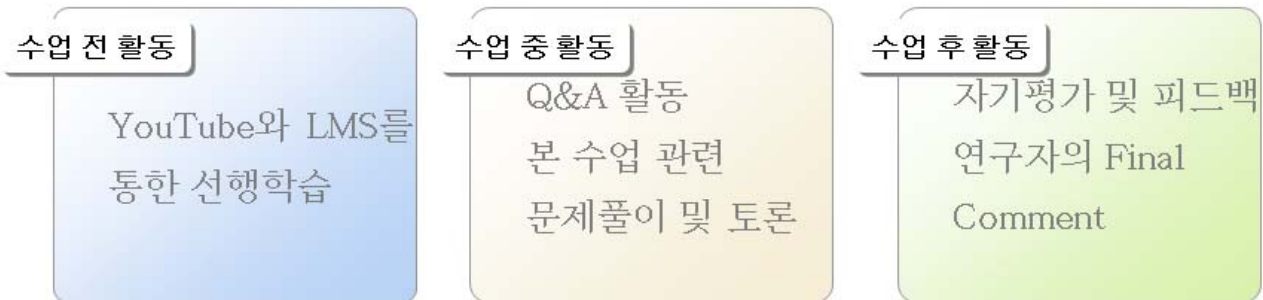 수업 전 활동
YouTube와 LMS를
통한 선행학습
수업 중 활동
Q&A 활동
본 수업 관련
문제풀이 및 토론
수업 후 활동
자기평가 및 피드백
연구자의 Final
Comment